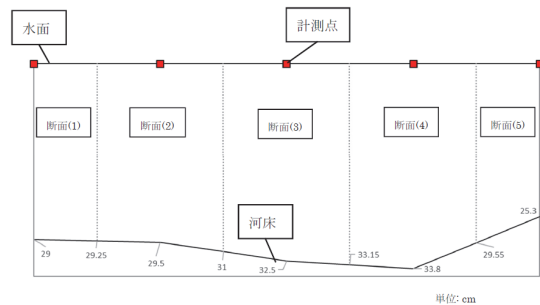 水面
計測点
断面(1)
断面(2)
断面(3)
断面(4)
断面(5)
河床
29
29.25
29.5
31
32.5
33.15
33.8
29.55
25.3
単位: cm